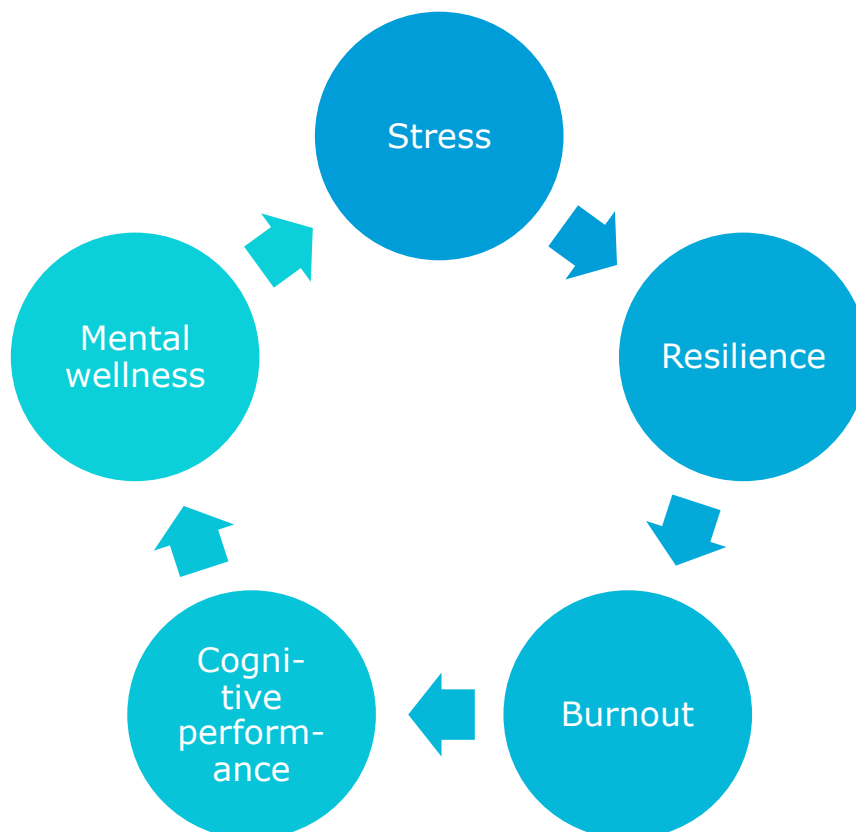 Stress
Resilience
Burnout
Cogni-
tive
perform-
ance
Mental
wellness